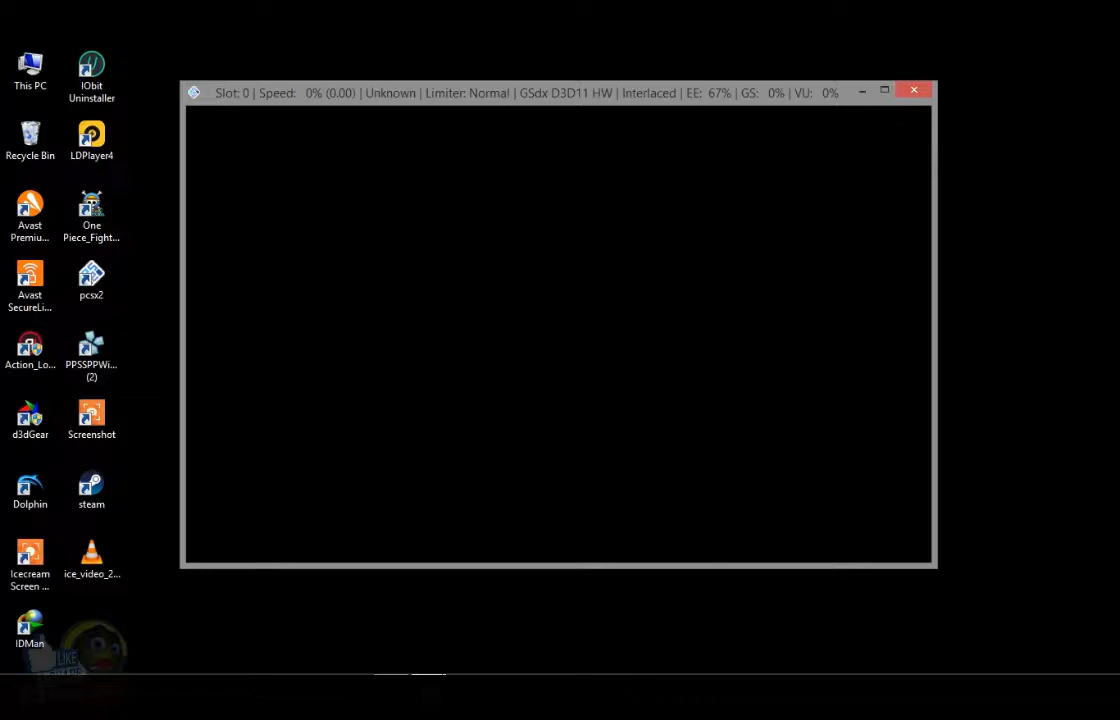 Slot: 0 | Speed: 0% (0.00) | Unknown | Limiter: Normal | GSdx D3D11 HW | Interlaced | EE: 67% | GS: 0% | VU: 0%
This PC
IObit
Uninstaller
Recycle Bin
LDPlayer4
Avast
Premiu...
One
Piece_Fight...
Avast
SecureLi...
pcsx2
Action_Lo...
PPSSPPWi...
(2)
d3dGear
Screenshot
Dolphin
steam
Icecream
Screen ...
ice_video_2...
IDMan
LIKE